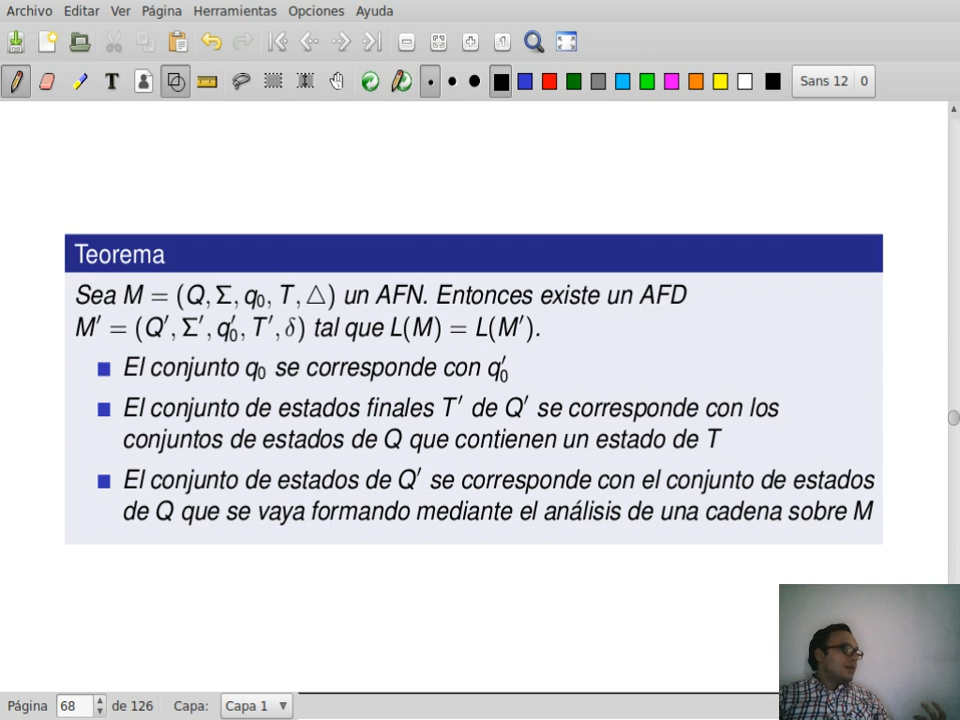 Archivo Editar Ver Página Herramientas Opciones Ayuda
T Sans 12 0
Teorema
Sea M = (Q, Σ, q₀, T, △) un AFN. Entonces existe un AFD
M′ = (Q′, Σ′, q₀′, T′, δ) tal que L(M) = L(M′).
El conjunto q₀ se corresponde con q₀′
El conjunto de estados finales T′ de Q′ se corresponde con los
conjuntos de estados de Q que contienen un estado de T
El conjunto de estados de Q′ se corresponde con el conjunto de estados
de Q que se vaya formando mediante el análisis de una cadena sobre M
Página 68 de 126 Capa: Capa 1